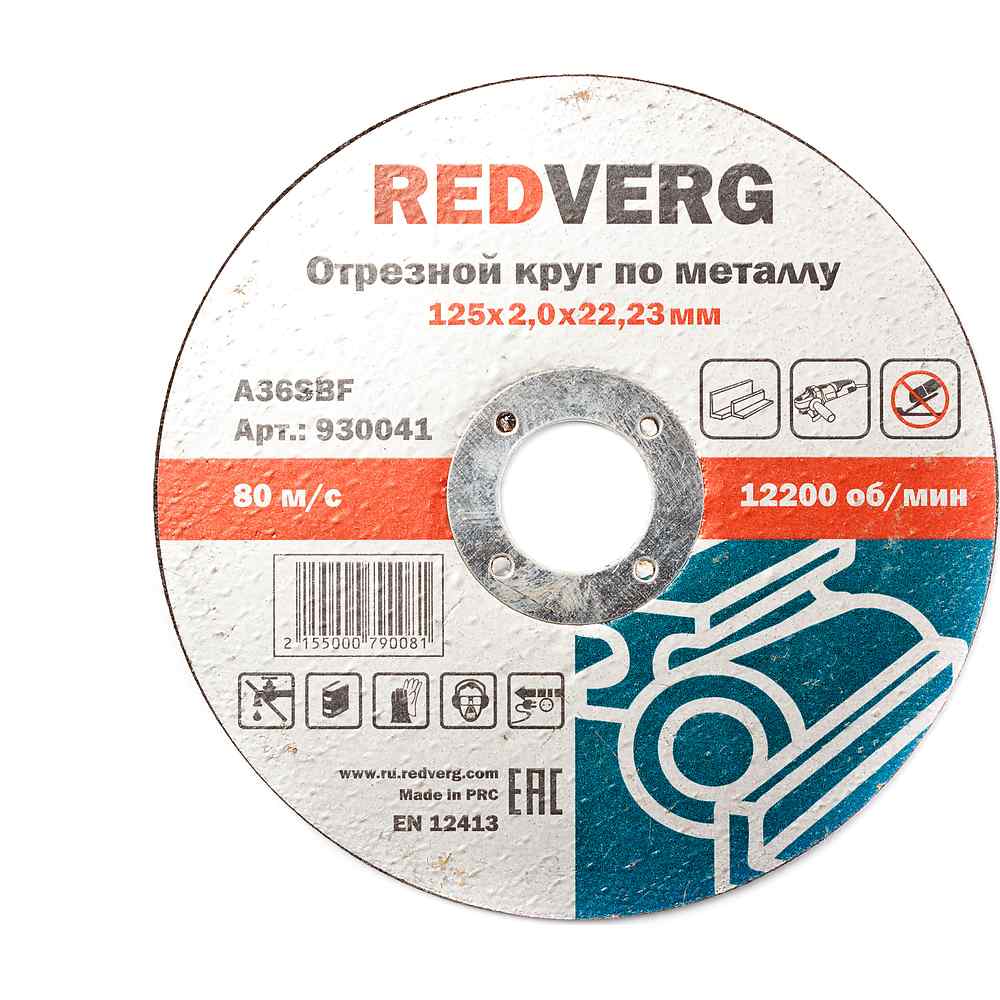 REDVERG
Отрезной круг по металлу
125x2,0x22,23мм
A36SBF
Арт.: 930041
80 м/с
12200 об/мин
2 155000 790081
www.ru.redverg.com
Made in PRC
EAC
EN 12413